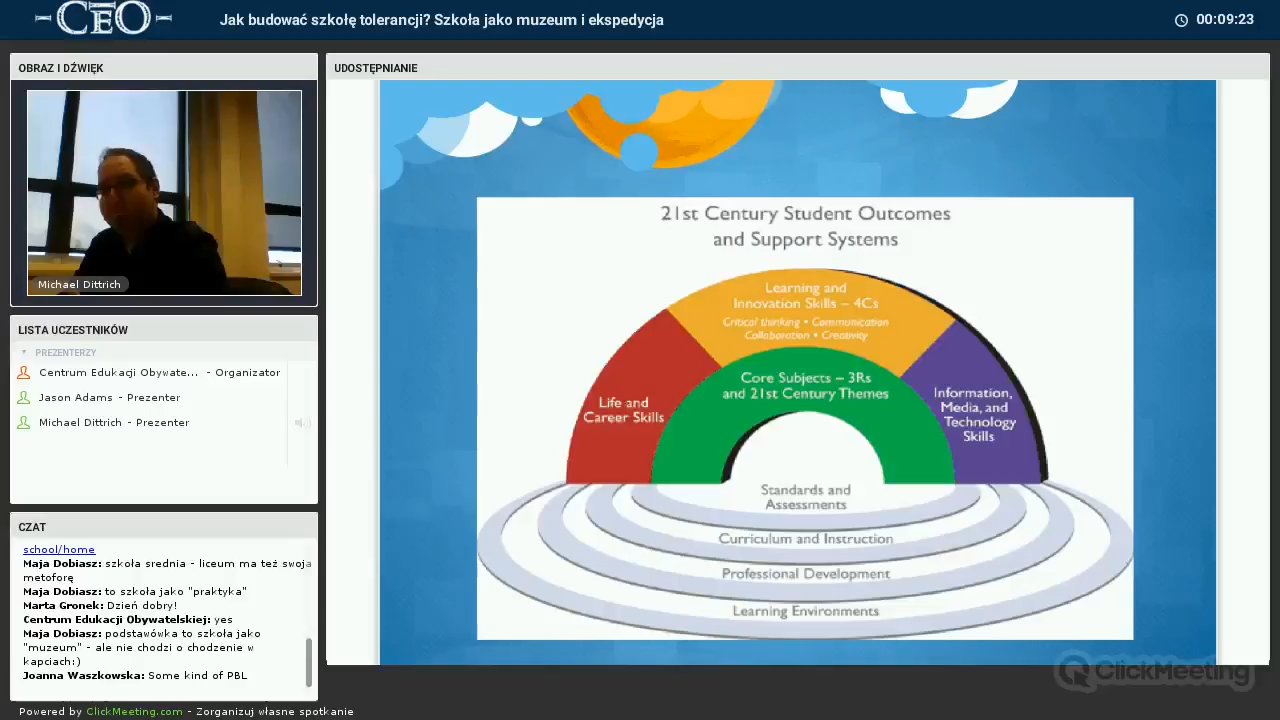 CEO
Jak budować szkołę tolerancji? Szkoła jako muzeum i ekspedycja
00:09:23
OBRAZ I DŹWIĘK
Michael Dittrich
LISTA UCZESTNIKÓW
PREZENTERZY
Centrum Edukacji Obywate... - Organizator
Jason Adams - Prezenter
Michael Dittrich - Prezenter
CZAT
school/home
Maja Dobiasz: szkoła srednia - liceum ma też swoja
metoforę
Maja Dobiasz: to szkoła jako "praktyka"
Marta Gronek: Dzień dobry!
Centrum Edukacji Obywatelskiej: yes
Maja Dobiasz: podstawówka to szkoła jako
"muzeum" - ale nie chodzi o chodzenie w
kapciach:)
Joanna Waszkowska: Some kind of PBL
Powered by ClickMeeting.com - Zorganizuj własne spotkanie
UDOSTĘPNIANIE
21st Century Student Outcomes
and Support Systems
Learning and
Innovation Skills – 4Cs
Critical thinking • Communication
Collaboration • Creativity
Core Subjects – 3Rs
and 21st Century Themes
Life and
Career Skills
Information,
Media, and
Technology
Skills
Standards and
Assessments
Curriculum and Instruction
Professional Development
Learning Environments
ClickMeeting